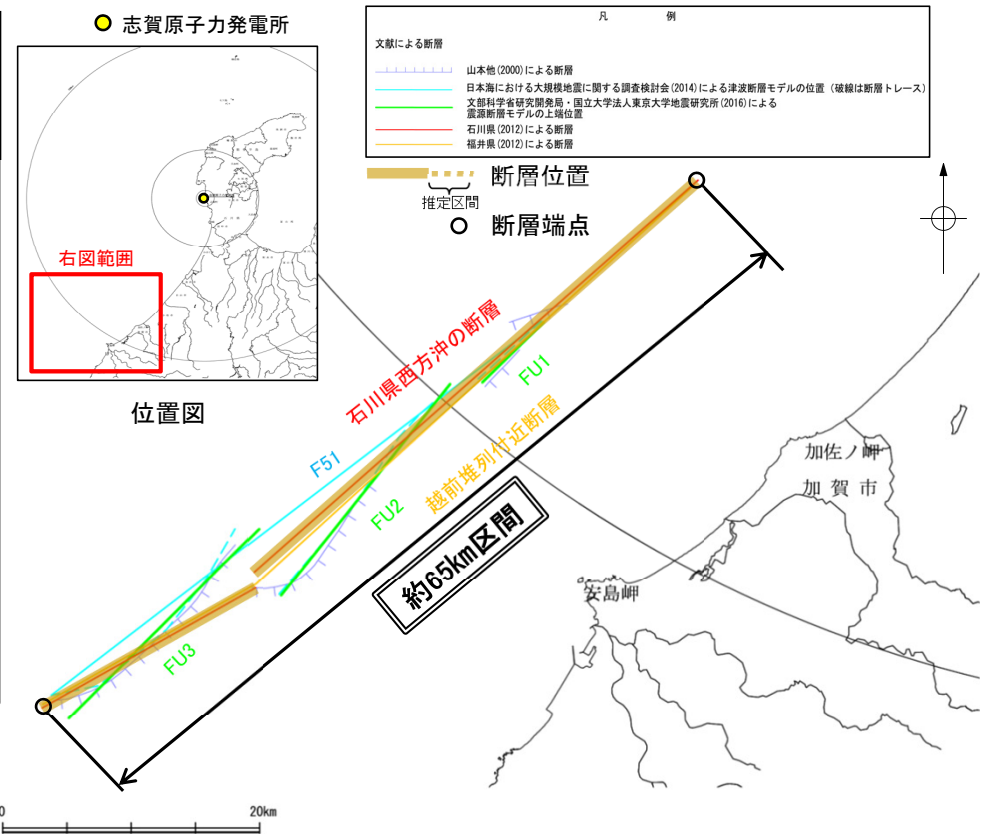 志賀原子力発電所
右図範囲
位置図
凡 例
文献による断層
山本他(2000)による断層
日本海における大規模地震に関する調査検討会(2014)による津波断層モデルの位置（破線は断層トレース）
文部科学省研究開発局・国立大学法人東京大学地震研究所(2016)による
震源断層モデルの上端位置
石川県(2012)による断層
福井県(2012)による断層
断層位置
推定区間
断層端点
石川県西方沖の断層
FU1
F51
越前堆列付近断層
FU2
約65km区間
FU3
加佐ノ岬
加賀市
安島岬
0
20km